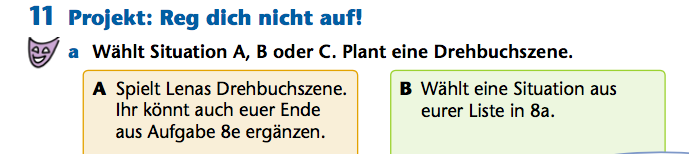 11 Projekt: Reg dich nicht auf!
a Wählt Situation A, B oder C. Plant eine Drehbuchszene.
A Spielt Lenas Drehbuchszene.
Ihr könnt auch euer Ende
aus Aufgabe 8e ergänzen.
B Wählt eine Situation aus
eurer Liste in 8a.